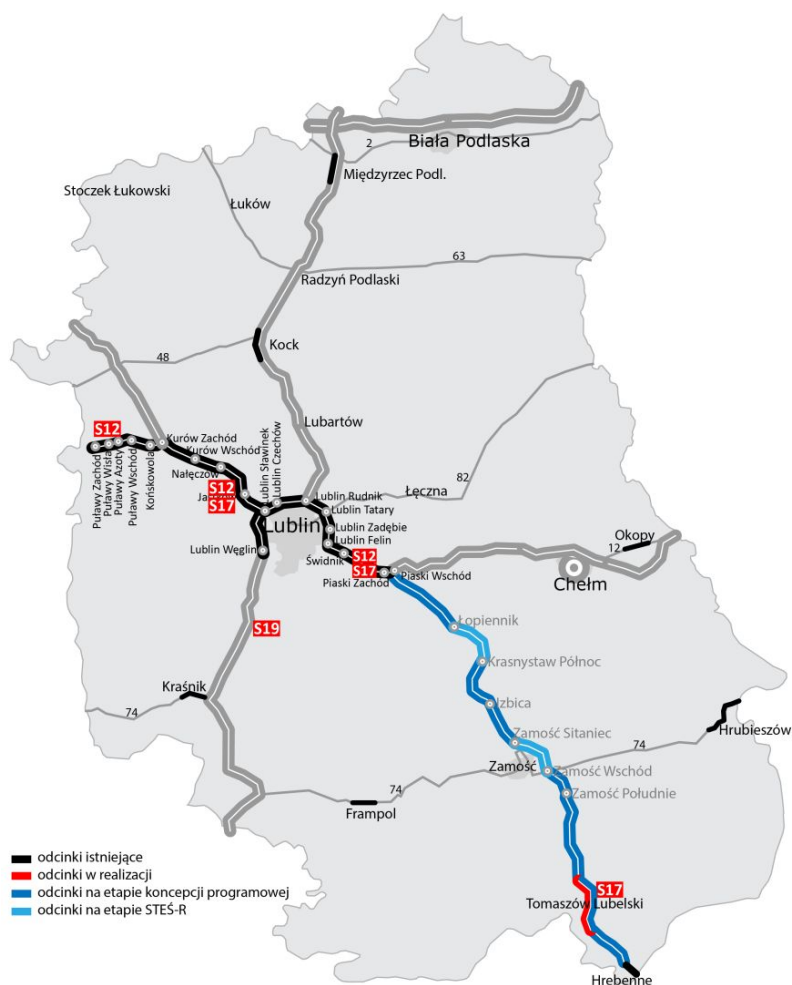 Biała Podlaska
2
Międzyrzec Podl.
Stoczek Łukowski
Łuków
63
Radzyń Podlaski
Kock
48
Lubartów
S12
Kurów Zachód
Kurów Wschód
Nałęczów
Puławy Zachód
Puławy Wisła
Puławy Azoty
Puławy Wschód
Końskowola
Lublin Sławinek
Lublin Czechów
S12
S17
Lublin Rudnik
82
Łęczna
Lublin Tatary
Lublin
Lublin Zadębie
Lublin Felin
Okopy
12
Lublin Węglin
Świdnik
S12
S17
Piaski Zachód
Piaski Wschód
Chełm
Łopiennik
S19
Krasnystaw Północ
Kraśnik
Izbica
74
Hrubieszów
Zamość Sitaniec
74
Zamość
Zamość Wschód
74
Zamość Południe
Frampol
odcinki istniejące
odcinki w realizacji
odcinki na etapie koncepcji programowej
odcinki na etapie STEŚ-R
S17
Tomaszów Lubelski
Hrebenne